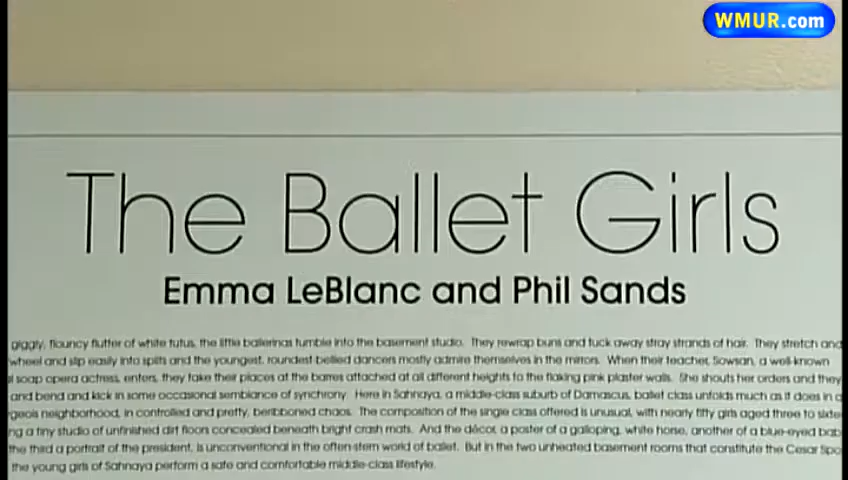 WMUR.com
The Ballet Girls
Emma LeBlanc and Phil Sands
giggly, flouncy flutter of white tutus, the little ballerinas tumble into the basement studio. They rewrap buns and tuck away stray strands of hair. They stretch and
wheel and slip easily into splits and the youngest, roundest-bellied dancers mostly admire themselves in the mirrors. When their teacher, Sowsan, a well-known
soap opera actress, enters, they take their places at the barres attached at all different heights to the flaking pink plaster walls. She shouts her orders and they
and bend and kick in some occasional semblance of synchrony. Here in Sahnaya, a middle-class suburb of Damascus, ballet class unfolds much as it does in a
geois neighborhood, in controlled and pretty, beribboned chaos. The composition of the single class offered is unusual, with nearly fifty girls aged three to sixte
ng a tiny studio of unfinished dirt floors concealed beneath bright crash mats. And the décor, a poster of a galloping, white horse, another of a blue-eyed bab
the third a portrait of the president, is unconventional in the often-stern world of ballet. But in the two unheated basement rooms that constitute the Cesar Spo
the young girls of Sahnaya perform a safe and comfortable middle-class lifestyle.